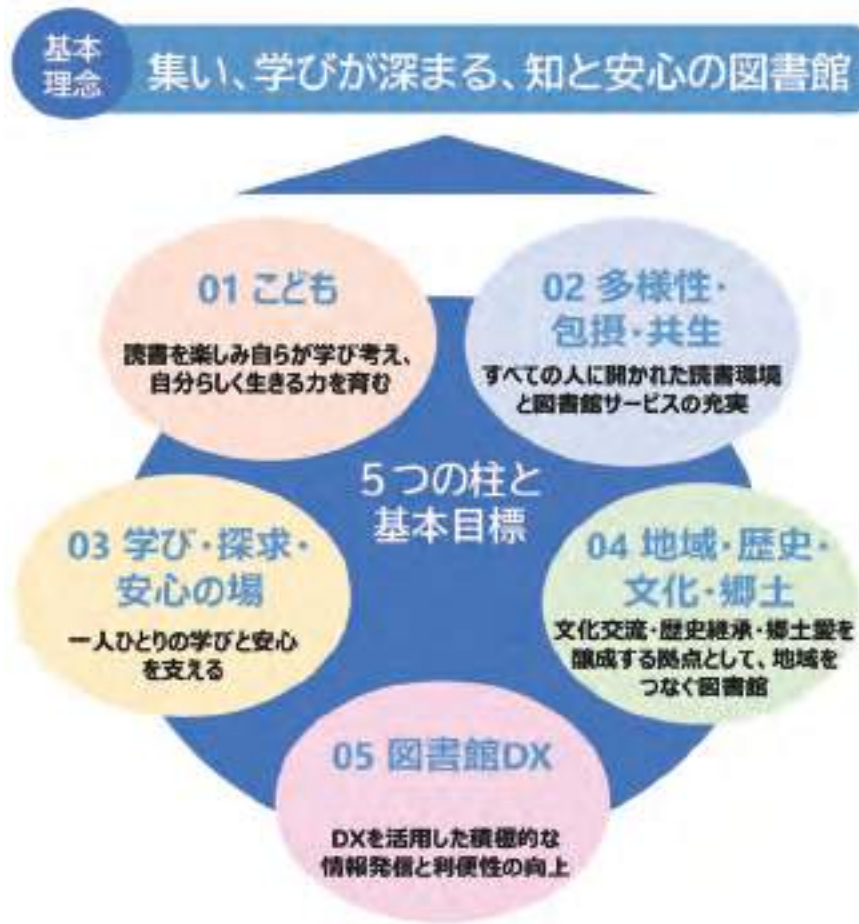 基本
理念
集い、学びが深まる、知と安心の図書館
01 こども
読書を楽しみ自らが学び考え、
自分らしく生きる力を育む
02 多様性・
包摂・共生
すべての人に開かれた読書環境
と図書館サービスの充実
5つの柱と
基本目標
03 学び・探求・
安心の場
一人ひとりの学びと安心
を支える
04 地域・歴史・
文化・郷土
文化交流・歴史継承・郷土愛を
醸成する拠点として、地域を
つなぐ図書館
05 図書館DX
DXを活用した積極的な
情報発信と利便性の向上